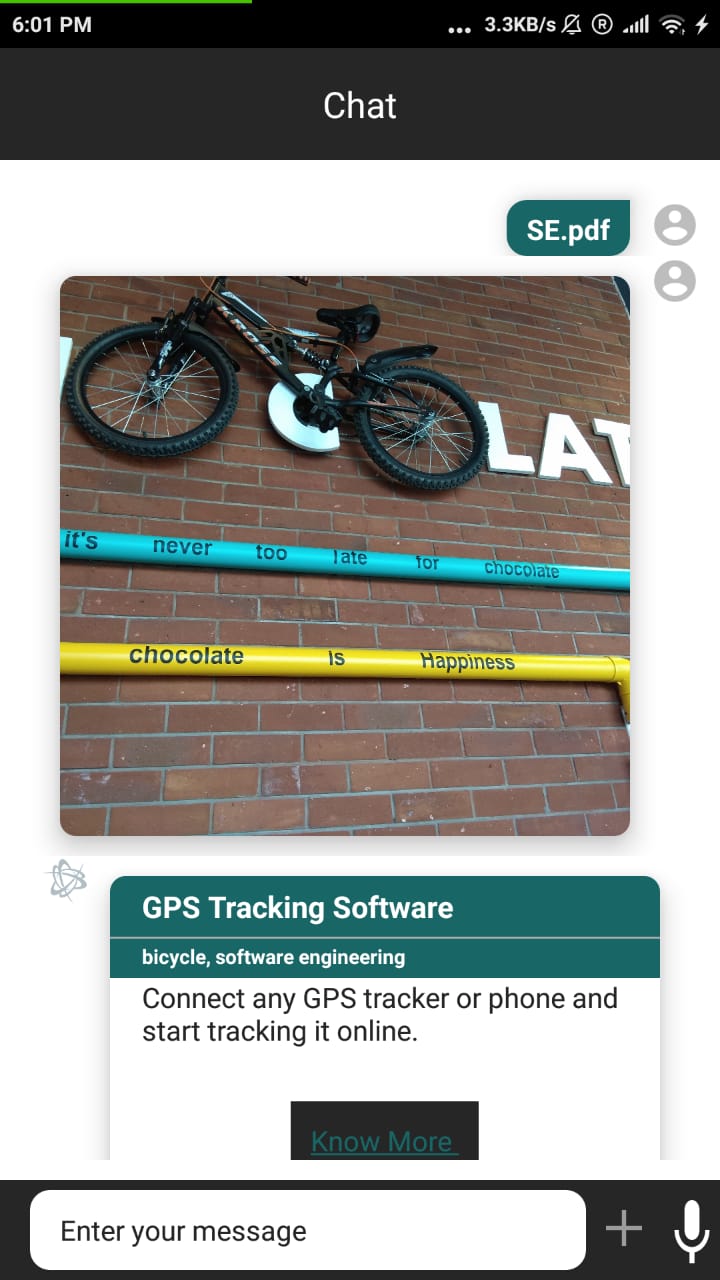 6:01 PM
... 3.3KB/s R
Chat
SE.pdf
KROSS
LAT
it's never too late for chocolate
chocolate is Happiness
GPS Tracking Software
bicycle, software engineering
Connect any GPS tracker or phone and
start tracking it online.
Know More
Enter your message